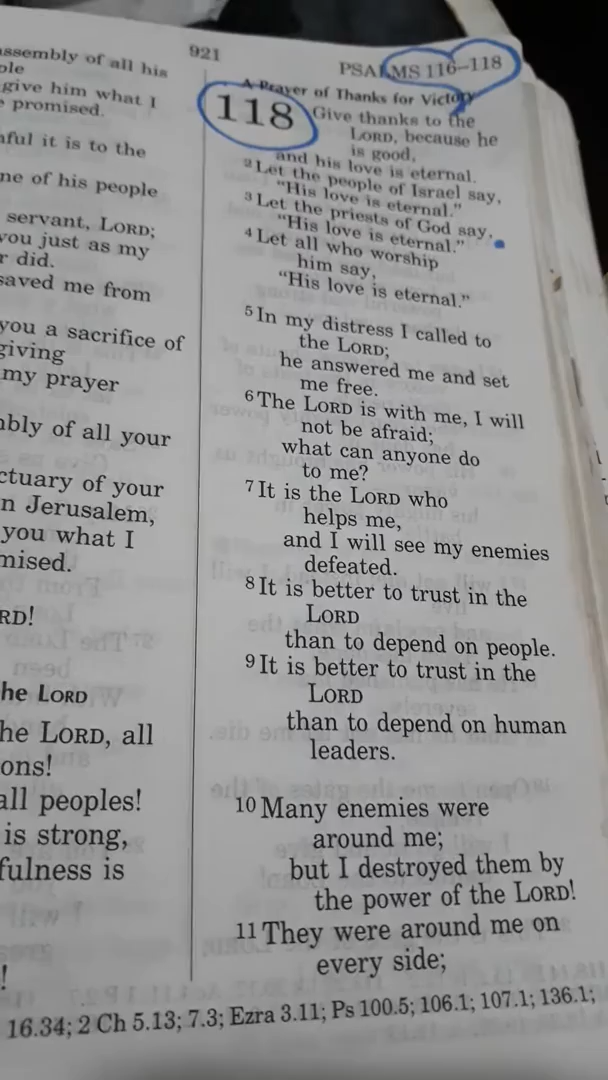 921
PSALMS 116–118
assembly of all his
give him what I
promised.
it is to the
of his people
servant, LORD;
you just as my
did.
saved me from
you a sacrifice of
giving
my prayer
of all your
of your
n Jerusalem,
you what I
RD!
he LORD
he LORD, all
ons!
all peoples!
is strong,
fulness is
!
A Prayer of Thanks for Victory
118 Give thanks to the
LORD, because he
is good,
and his love is eternal.
2 Let the people of Israel say,
"His love is eternal."
3 Let the priests of God say,
"His love is eternal."
4 Let all who worship
him say,
"His love is eternal."
5 In my distress I called to
the LORD;
he answered me and set
me free.
6 The LORD is with me, I will
not be afraid;
what can anyone do
to me?
7 It is the LORD who
helps me,
and I will see my enemies
defeated.
8 It is better to trust in the
LORD
than to depend on people.
9 It is better to trust in the
LORD
than to depend on human
leaders.
10 Many enemies were
around me;
but I destroyed them by
the power of the LORD!
11 They were around me on
every side;
16.34; 2 Ch 5.13; 7.3; Ezra 3.11; Ps 100.5; 106.1; 107.1; 136.1;